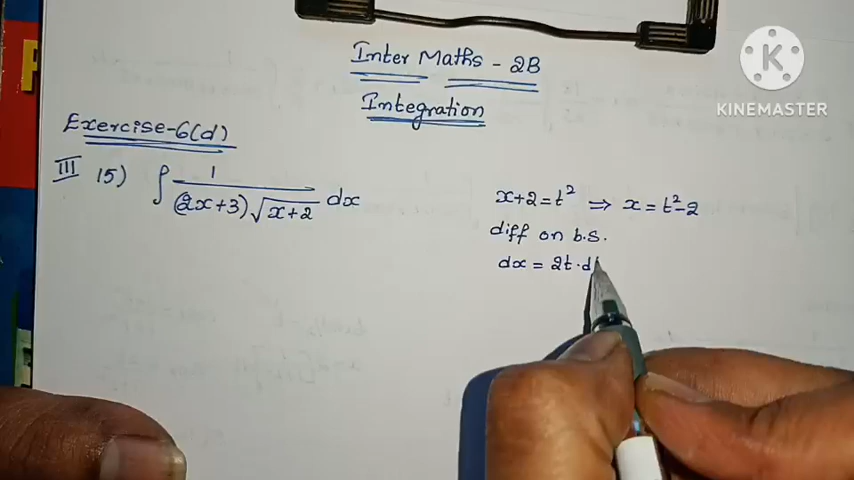 Inter Maths - 2B
Integration
Exercise-6(d)
III 15) ∫ 1/((2x+3)√(x+2)) dx
x+2 = t² ⇒ x = t²-2
diff on b.s.
dx = 2t·d
K
KINEMASTER